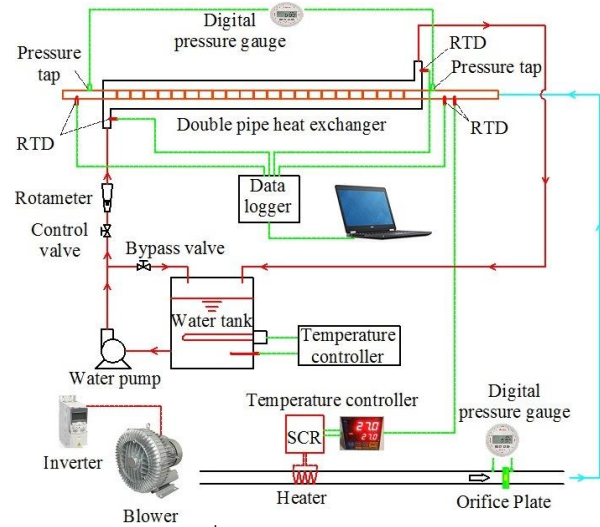 Digital
pressure gauge
RTD
Pressure
tap
Pressure tap
RTD
Double pipe heat exchanger
RTD
Data
logger
Rotameter
Control
valve
Bypass valve
Water tank
Temperature
controller
Water pump
Temperature controller
Digital
pressure gauge
SCR
27.0
27.0
Inverter
Heater
Orifice Plate
Blower